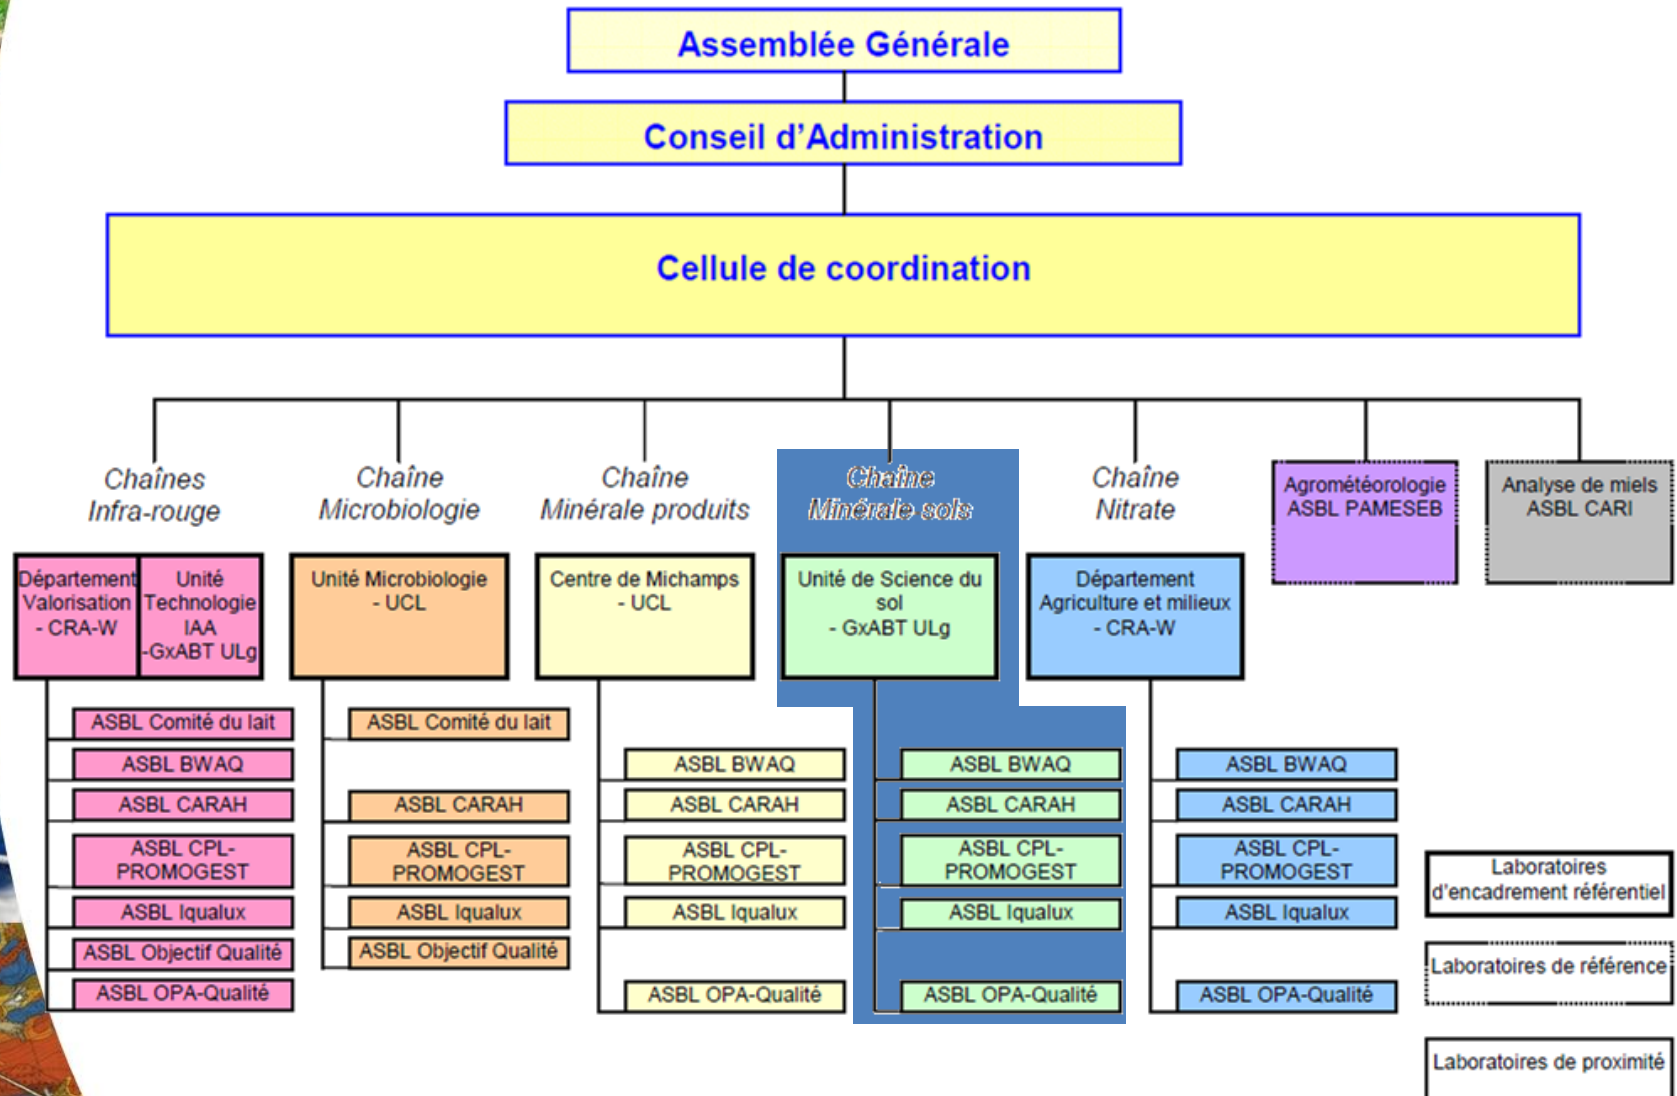 Assemblée Générale
Conseil d'Administration
Cellule de coordination
Chaînes
Infra-rouge
Chaîne
Microbiologie
Chaîne
Minérale produits
Chaîne
Minérale sols
Chaîne
Nitrate
Agrométéorologie
ASBL PAMESEB
Analyse de miels
ASBL CARI
Département
Valorisation
- CRA-W
Unité
Technologie
IAA
-GxABT ULg
Unité Microbiologie
- UCL
Centre de Michamps
- UCL
Unité de Science du
sol
- GxABT ULg
Département
Agriculture et milieux
- CRA-W
ASBL Comité du lait
ASBL BWAQ
ASBL CARAH
ASBL CPL-
PROMOGEST
ASBL Iqualux
ASBL Objectif Qualité
ASBL OPA-Qualité
ASBL Comité du lait
ASBL CARAH
ASBL CPL-
PROMOGEST
ASBL Iqualux
ASBL Objectif Qualité
ASBL BWAQ
ASBL CARAH
ASBL CPL-
PROMOGEST
ASBL Iqualux
ASBL OPA-Qualité
ASBL BWAQ
ASBL CARAH
ASBL CPL-
PROMOGEST
ASBL Iqualux
ASBL OPA-Qualité
ASBL BWAQ
ASBL CARAH
ASBL CPL-
PROMOGEST
ASBL Iqualux
ASBL OPA-Qualité
Laboratoires
d'encadrement référentiel
Laboratoires de référence
Laboratoires de proximité